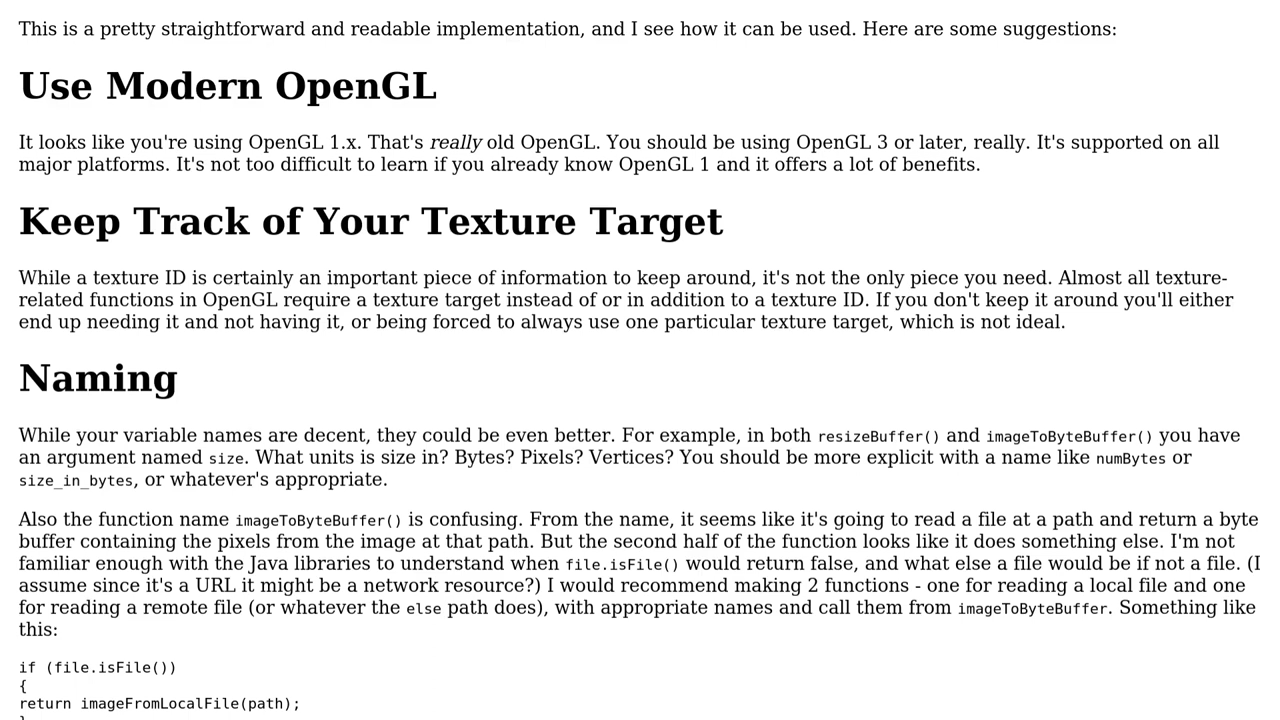 This is a pretty straightforward and readable implementation, and I see how it can be used. Here are some suggestions:
Use Modern OpenGL
It looks like you're using OpenGL 1.x. That's really old OpenGL. You should be using OpenGL 3 or later, really. It's supported on all
major platforms. It's not too difficult to learn if you already know OpenGL 1 and it offers a lot of benefits.
Keep Track of Your Texture Target
While a texture ID is certainly an important piece of information to keep around, it's not the only piece you need. Almost all texture-
related functions in OpenGL require a texture target instead of or in addition to a texture ID. If you don't keep it around you'll either
end up needing it and not having it, or being forced to always use one particular texture target, which is not ideal.
Naming
While your variable names are decent, they could be even better. For example, in both resizeBuffer() and imageToByteBuffer() you have
an argument named size. What units is size in? Bytes? Pixels? Vertices? You should be more explicit with a name like numBytes or
size_in_bytes, or whatever's appropriate.
Also the function name imageToByteBuffer() is confusing. From the name, it seems like it's going to read a file at a path and return a byte
buffer containing the pixels from the image at that path. But the second half of the function looks like it does something else. I'm not
familiar enough with the Java libraries to understand when file.isFile() would return false, and what else a file would be if not a file. (I
assume since it's a URL it might be a network resource?) I would recommend making 2 functions - one for reading a local file and one
for reading a remote file (or whatever the else path does), with appropriate names and call them from imageToByteBuffer. Something like
this:
if (file.isFile())
{
return imageFromLocalFile(path);
}